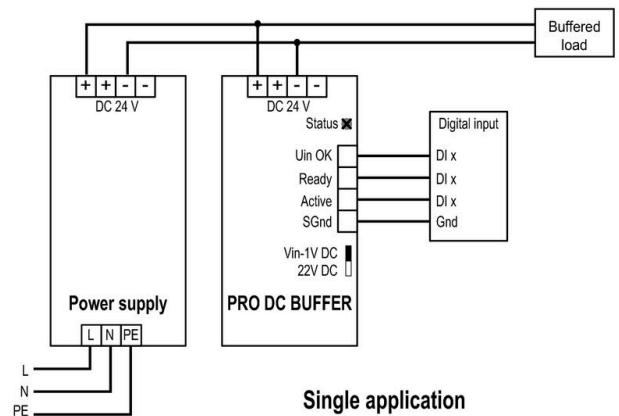 Buffered
load
+ + - -
DC 24 V
+ + - -
DC 24 V
Status
Digital input
Uin OK
DI x
Ready
DI x
Active
DI x
SGnd
Gnd
Vin-1V DC
22V DC
Power supply
PRO DC BUFFER
L N PE
L
N
PE
Single application